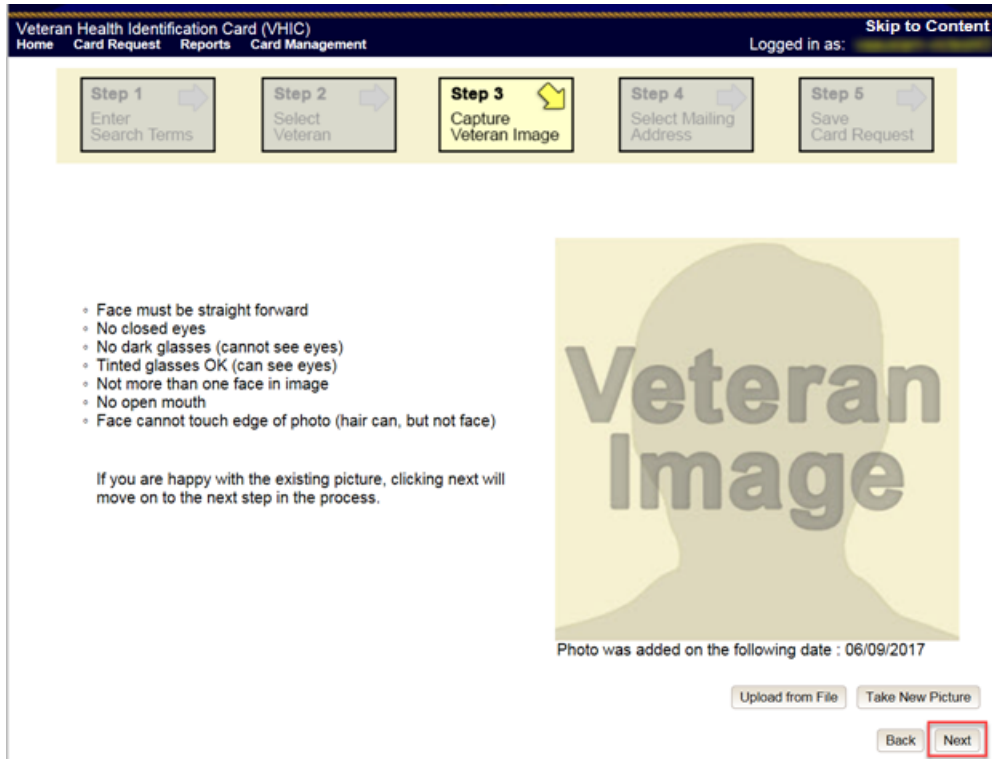 Veteran Health Identification Card (VHIC)
Skip to Content
Home Card Request Reports Card Management
Logged in as:
Step 1
Enter
Search Terms
Step 2
Select
Veteran
Step 3
Capture
Veteran Image
Step 4
Select Mailing
Address
Step 5
Save
Card Request
Face must be straight forward
No closed eyes
No dark glasses (cannot see eyes)
Tinted glasses OK (can see eyes)
Not more than one face in image
No open mouth
Face cannot touch edge of photo (hair can, but not face)
If you are happy with the existing picture, clicking next will
move on to the next step in the process.
Veteran
Image
Photo was added on the following date : 06/09/2017
Upload from File Take New Picture
Back Next